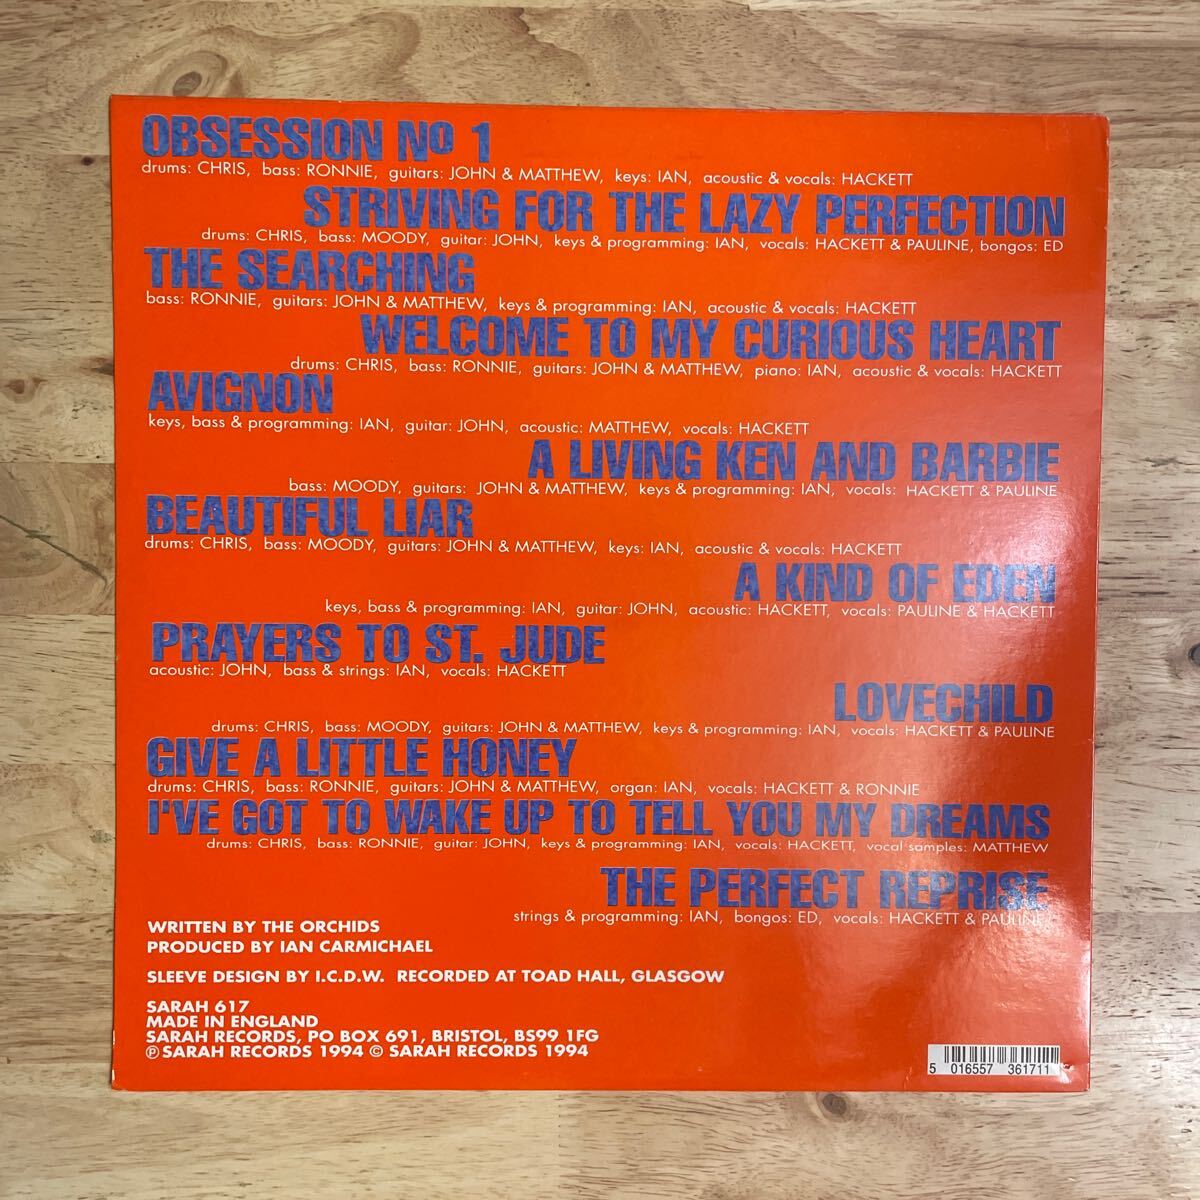 OBSESSION Nº 1
drums: CHRIS, bass: RONNIE, guitars: JOHN & MATTHEW, keys: IAN, acoustic & vocals: HACKETT
STRIVING FOR THE LAZY PERFECTION
drums: CHRIS, bass: MOODY, guitar: JOHN, keys & programming: IAN, vocals: HACKETT & PAULINE, bongos: ED
THE SEARCHING
bass: RONNIE, guitars: JOHN & MATTHEW, keys & programming: IAN, acoustic & vocals: HACKETT
WELCOME TO MY CURIOUS HEART
drums: CHRIS, bass: RONNIE, guitars: JOHN & MATTHEW, piano: IAN, acoustic & vocals: HACKETT
AVIGNON
keys, bass & programming: IAN, guitar: JOHN, acoustic: MATTHEW, vocals: HACKETT
A LIVING KEN AND BARBIE
bass: MOODY, guitars: JOHN & MATTHEW, keys & programming: IAN, vocals: HACKETT & PAULINE
BEAUTIFUL LIAR
drums: CHRIS, bass: MOODY, guitars: JOHN & MATTHEW, keys: IAN, acoustic & vocals: HACKETT
A KIND OF EDEN
keys, bass & programming: IAN, guitar: JOHN, acoustic: HACKETT, vocals: PAULINE & HACKETT
PRAYERS TO ST. JUDE
acoustic: JOHN, bass & strings: IAN, vocals: HACKETT
LOVECHILD
drums: CHRIS, bass: MOODY, guitars: JOHN & MATTHEW, keys & programming: IAN, vocals: HACKETT & PAULINE
GIVE A LITTLE HONEY
drums: CHRIS, bass: RONNIE, guitars: JOHN & MATTHEW, organ: IAN, vocals: HACKETT & RONNIE
I'VE GOT TO WAKE UP TO TELL YOU MY DREAMS
drums: CHRIS, bass: RONNIE, guitar: JOHN, keys & programming: IAN, vocals: HACKETT, vocal samples: MATTHEW
THE PERFECT REPRISE
strings & programming: IAN, bongos: ED, vocals: HACKETT & PAULINE
WRITTEN BY THE ORCHIDS
PRODUCED BY IAN CARMICHAEL
SLEEVE DESIGN BY I.C.D.W. RECORDED AT TOAD HALL, GLASGOW
SARAH 617
MADE IN ENGLAND
SARAH RECORDS, PO BOX 691, BRISTOL, BS99 1FG
℗ SARAH RECORDS 1994 © SARAH RECORDS 1994
5 016557 361711